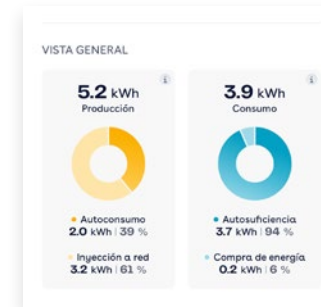 VISTA GENERAL
5.2 kWh
Producción
Autoconsumo
2.0 kWh | 39 %
Inyección a red
3.2 kWh | 61 %
3.9 kWh
Consumo
Autosuficiencia
3.7 kWh | 94 %
Compra de energía
0.2 kWh | 6 %